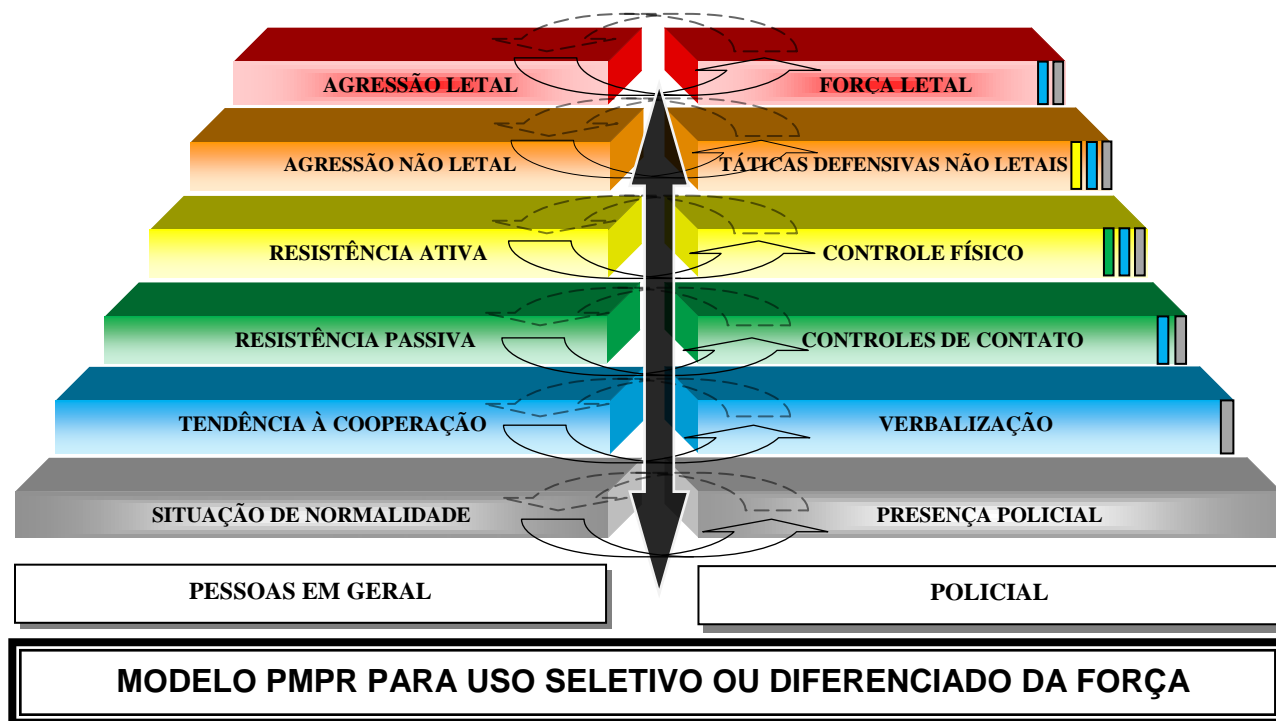 AGRESSÃO LETAL
FORÇA LETAL
AGRESSÃO NÃO LETAL
TÁTICAS DEFENSIVAS NÃO LETAIS
RESISTÊNCIA ATIVA
CONTROLE FÍSICO
RESISTÊNCIA PASSIVA
CONTROLES DE CONTATO
TENDÊNCIA À COOPERAÇÃO
VERBALIZAÇÃO
SITUAÇÃO DE NORMALIDADE
PRESENÇA POLICIAL
PESSOAS EM GERAL
POLICIAL
MODELO PMPR PARA USO SELETIVO OU DIFERENCIADO DA FORÇA